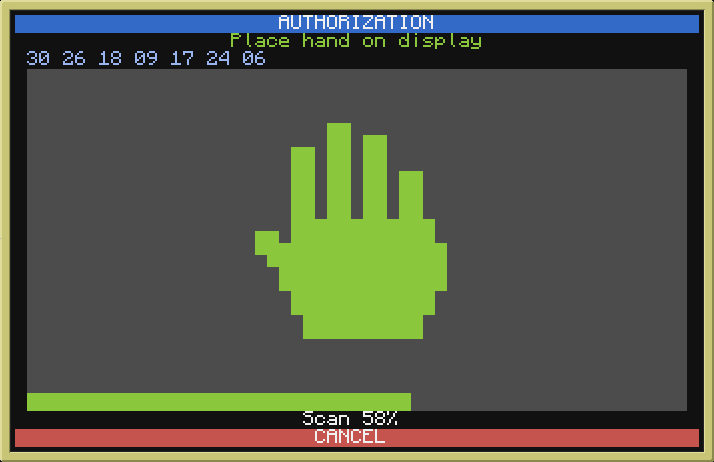 AUTHORIZATION
Place hand on display
30 26 18 09 17 24 06
Scan 58%
CANCEL